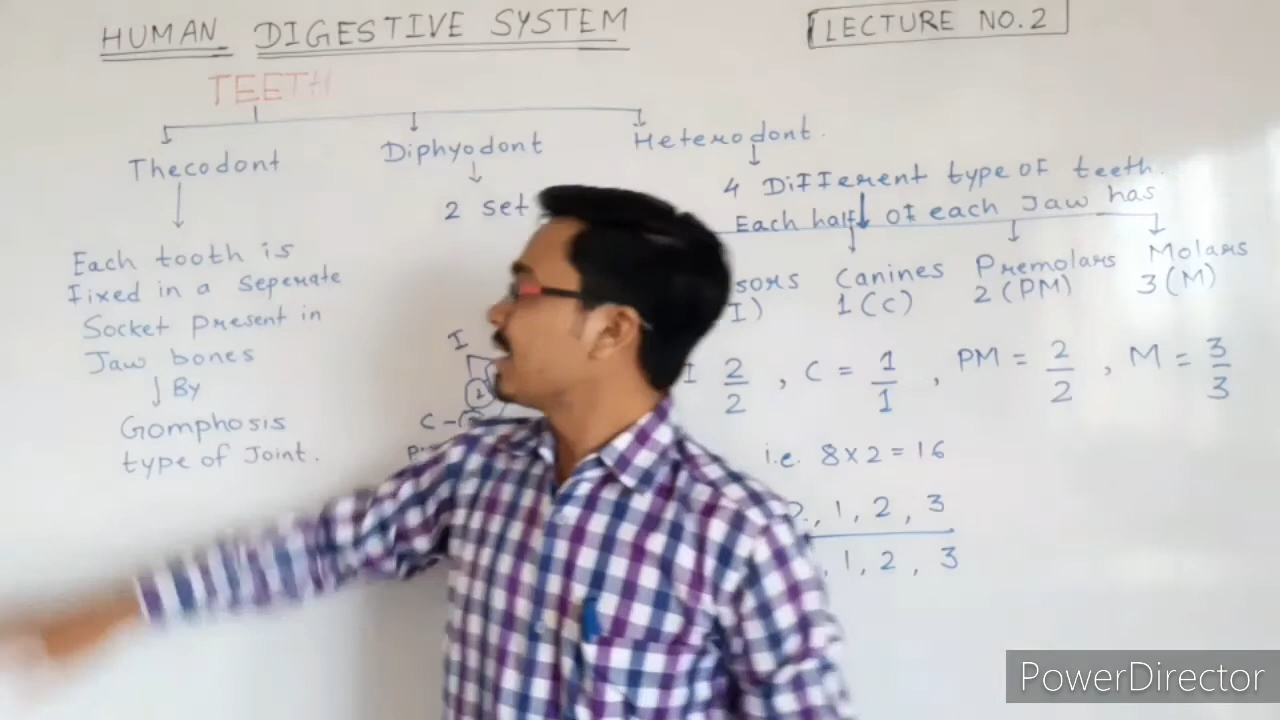 HUMAN DIGESTIVE SYSTEM
LECTURE NO.2
TEETH
Thecodont
Diphyodont
Heterodont.
Each tooth is
fixed in a Seperate
Socket present in
Jaw bones
By
Gomphosis
type of Joint.
2 set
I
2
C
4 Different type of teeth.
Each half of each Jaw has
sors Canines Premolars Molars
I) 1(C) 2 (PM) 3(M)
I 2/2 , C = 1/1 , PM = 2/2 , M = 3/3
i.e. 8x2 = 16
, 1, 2, 3
, 1, 2, 3
PowerDirector